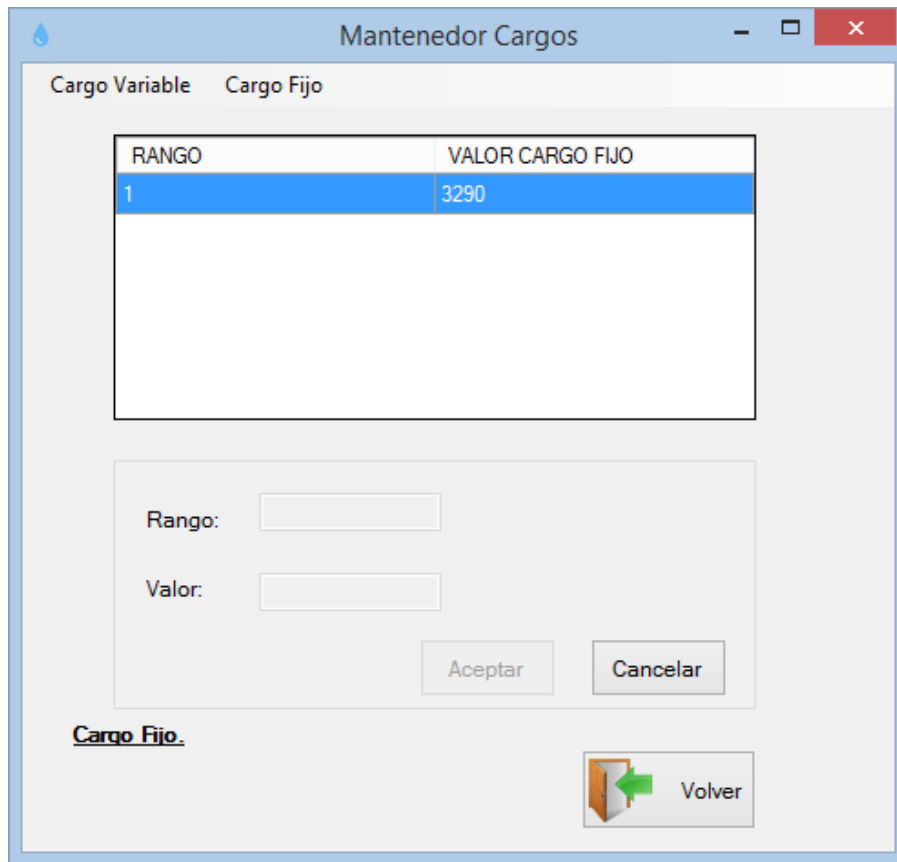 Mantenedor Cargos
Cargo Variable Cargo Fijo
RANGO VALOR CARGO FIJO
1 3290
Rango:
Valor:
Aceptar Cancelar
Cargo Fijo.
Volver